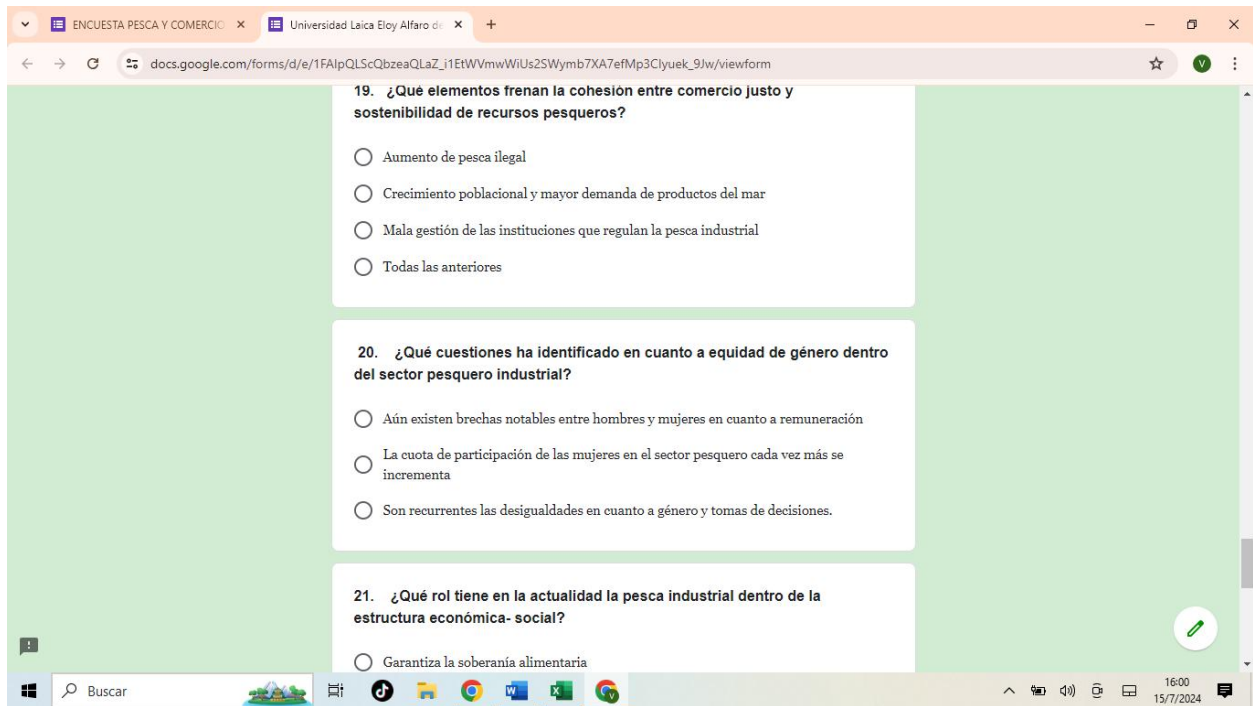 ENCUESTA PESCA Y COMERCIO
Universidad Laica Eloy Alfaro de
docs.google.com/forms/d/e/1FAIpQLScQbzeaQLaZ_i1EtWVmwWiUs2SWymb7XA7efMp3CIyuek_9Jw/viewform
V
19. ¿Qué elementos frenan la cohesión entre comercio justo y
sostenibilidad de recursos pesqueros?
Aumento de pesca ilegal
Crecimiento poblacional y mayor demanda de productos del mar
Mala gestión de las instituciones que regulan la pesca industrial
Todas las anteriores
20. ¿Qué cuestiones ha identificado en cuanto a equidad de género dentro
del sector pesquero industrial?
Aún existen brechas notables entre hombres y mujeres en cuanto a remuneración
La cuota de participación de las mujeres en el sector pesquero cada vez más se
incrementa
Son recurrentes las desigualdades en cuanto a género y tomas de decisiones.
21. ¿Qué rol tiene en la actualidad la pesca industrial dentro de la
estructura económica- social?
Garantiza la soberanía alimentaria
Buscar
16:00
15/7/2024